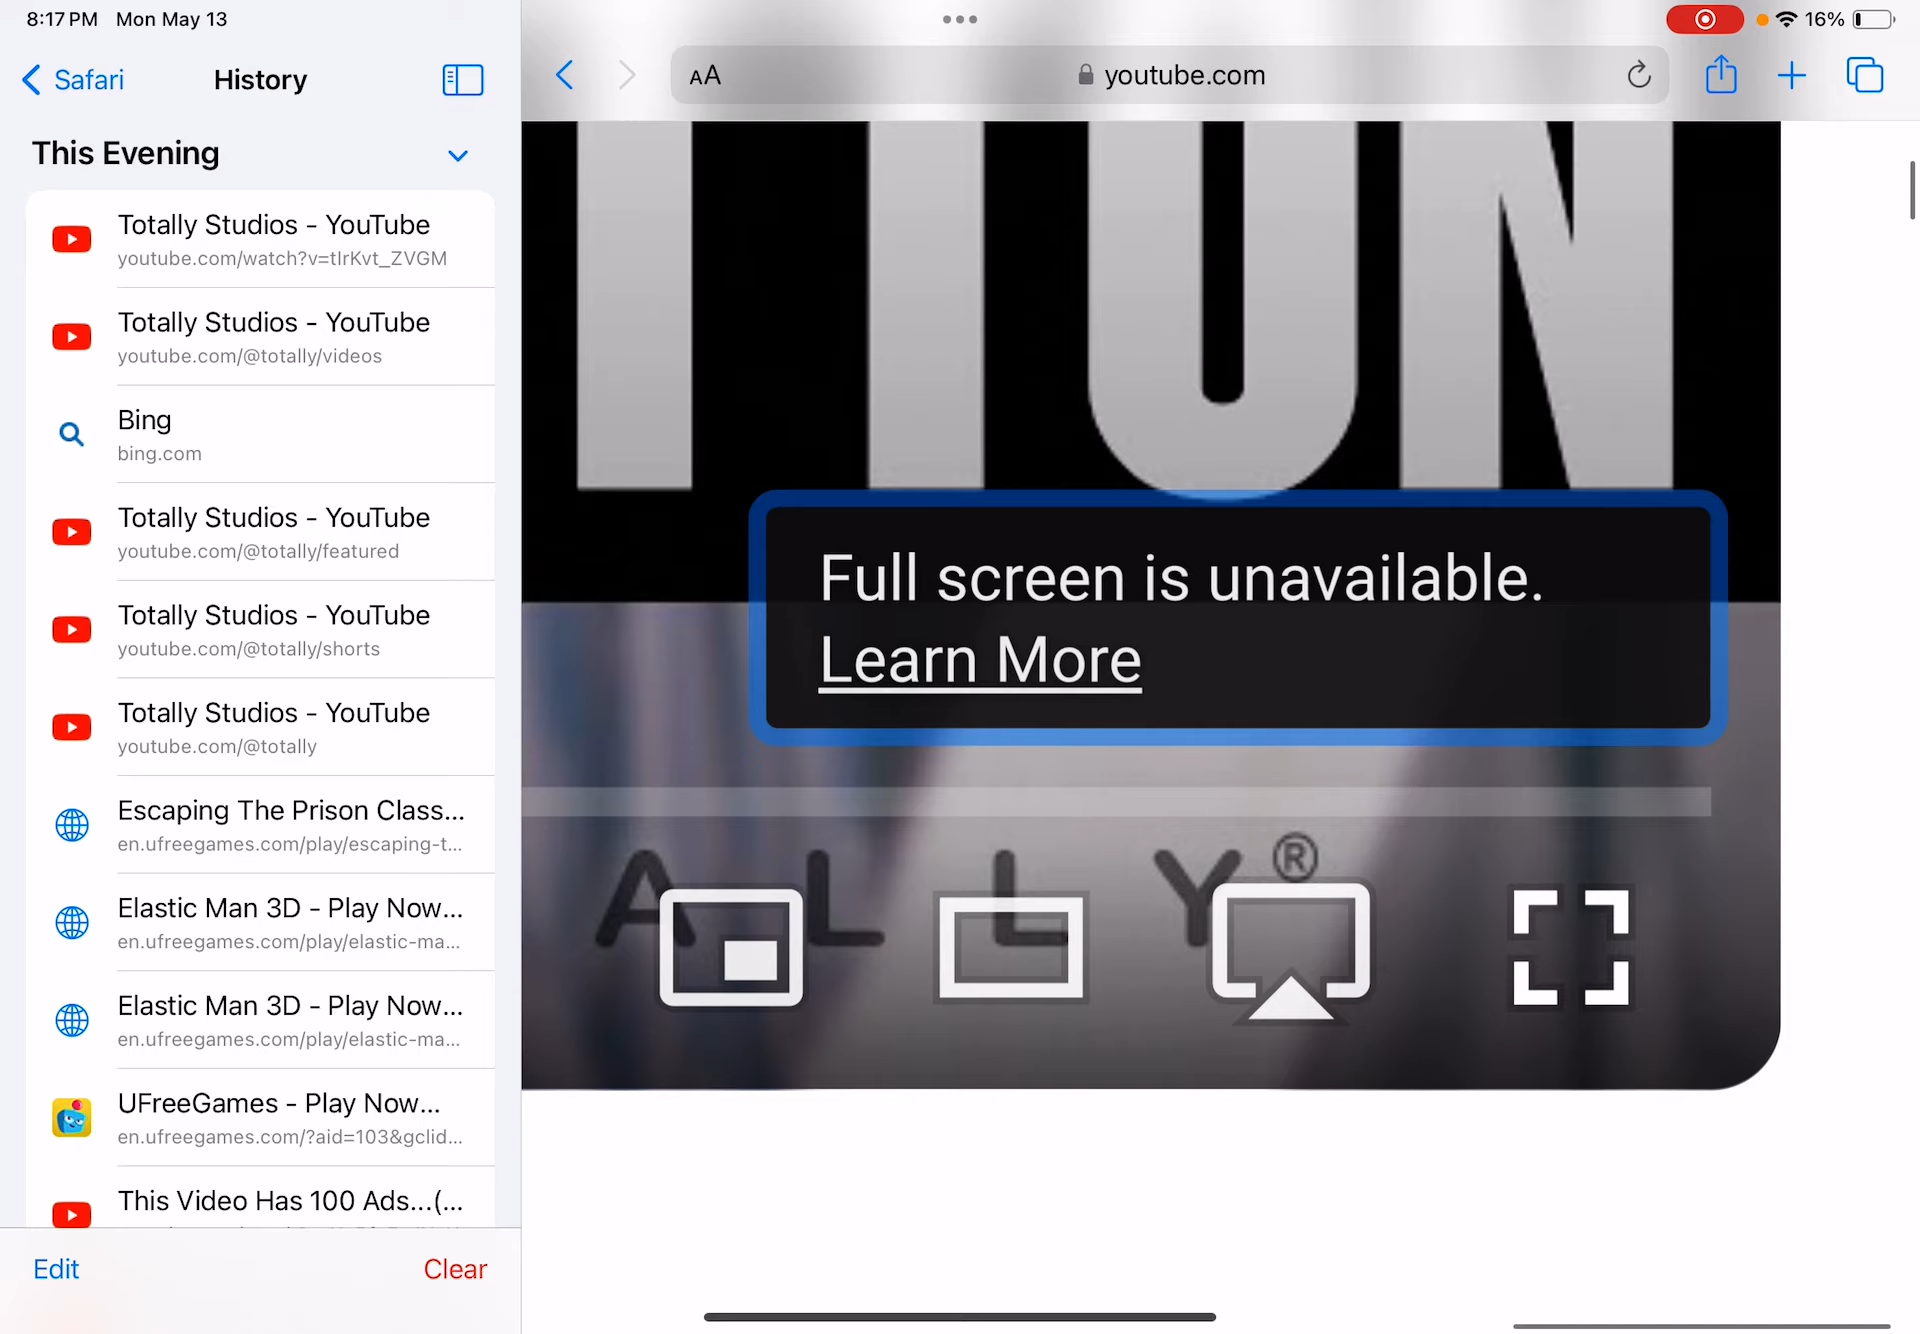 8:17 PM Mon May 13
16%
Safari
History
This Evening
Totally Studios - YouTube
youtube.com/watch?v=tIrKvt_ZVGM
Totally Studios - YouTube
youtube.com/@totally/videos
Bing
bing.com
Totally Studios - YouTube
youtube.com/@totally/featured
Totally Studios - YouTube
youtube.com/@totally/shorts
Totally Studios - YouTube
youtube.com/@totally
Escaping The Prison Class...
en.ufreegames.com/play/escaping-t...
Elastic Man 3D - Play Now...
en.ufreegames.com/play/elastic-ma...
Elastic Man 3D - Play Now...
en.ufreegames.com/play/elastic-ma...
UFreeGames - Play Now...
en.ufreegames.com/?aid=103&gclid...
This Video Has 100 Ads...(...
Edit
Clear
AA
youtube.com
TTON
Full screen is unavailable.
Learn More
ALLY®